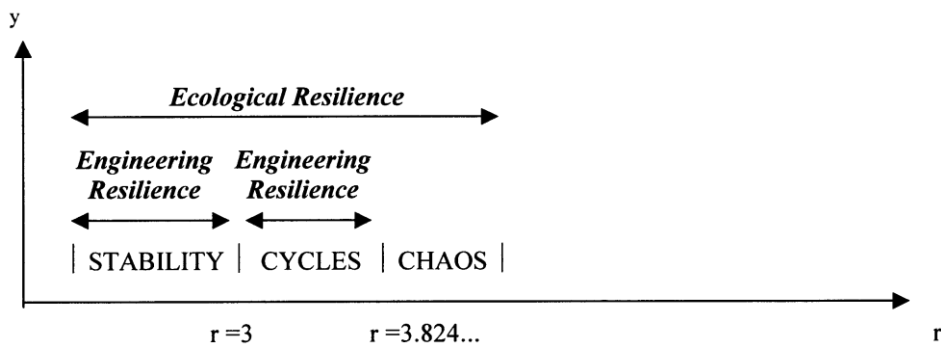 y
Ecological Resilience
Engineering Engineering
Resilience Resilience
| STABILITY | CYCLES | CHAOS |
r =3 r =3.824... r